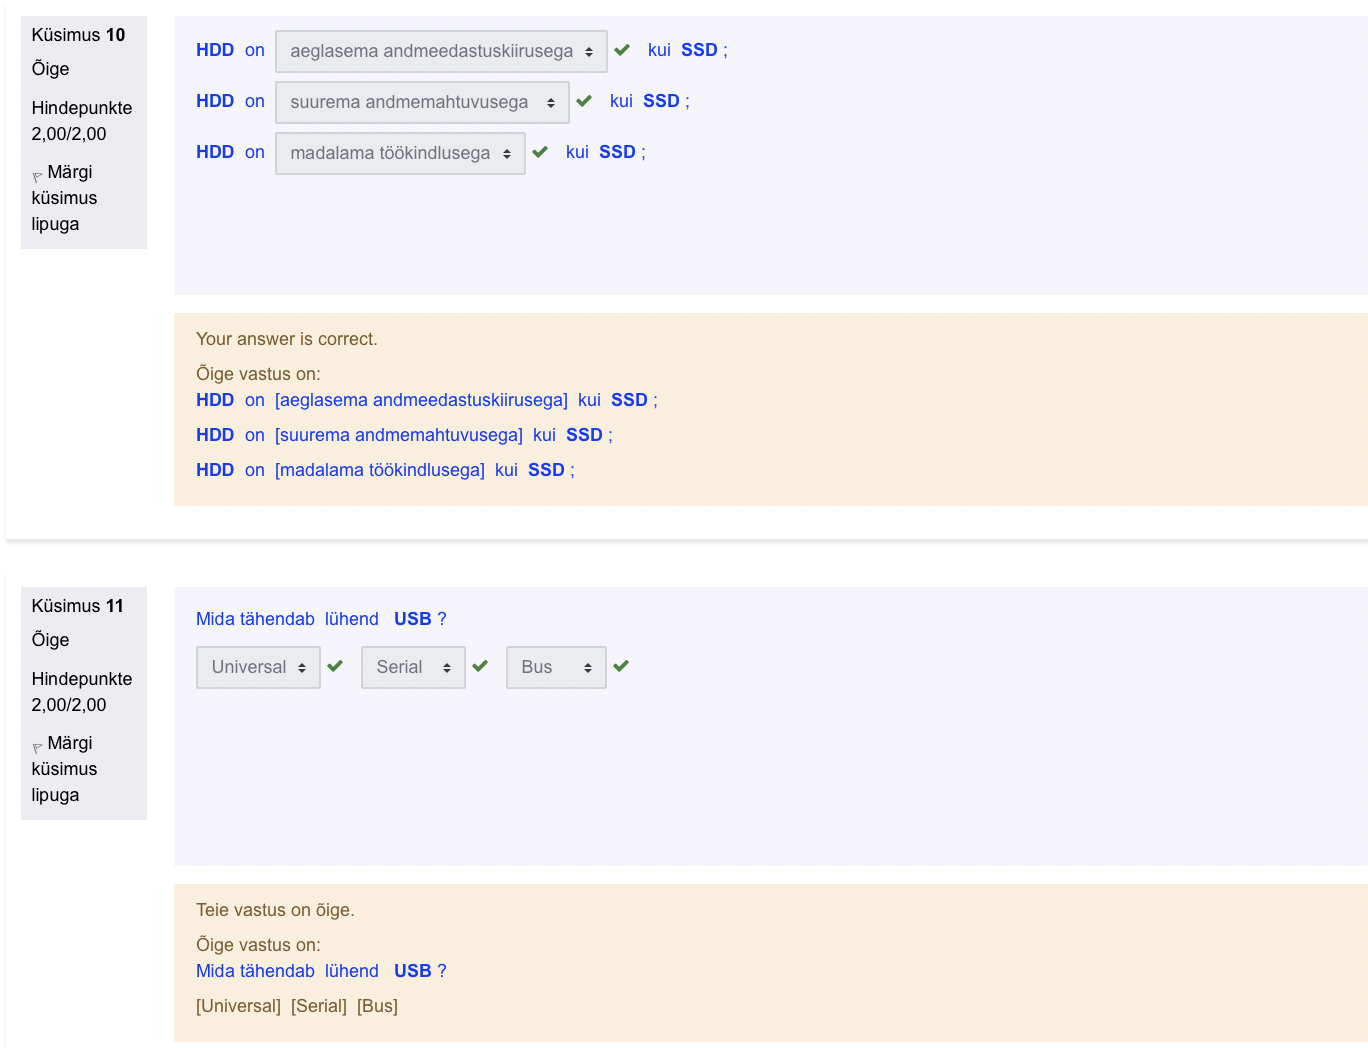 Küsimus 10
Õige
Hindepunkte
2,00/2,00
Märgi
küsimus
lipuga
HDD on aeglasema andmeedastuskiirusega kui SSD ;
HDD on suurema andmemahtuvusega kui SSD ;
HDD on madalama töökindlusega kui SSD ;
Your answer is correct.
Õige vastus on:
HDD on [aeglasema andmeedastuskiirusega] kui SSD ;
HDD on [suurema andmemahtuvusega] kui SSD ;
HDD on [madalama töökindlusega] kui SSD ;
Küsimus 11
Õige
Hindepunkte
2,00/2,00
Märgi
küsimus
lipuga
Mida tähendab lühend USB ?
Universal Serial Bus
Teie vastus on õige.
Õige vastus on:
Mida tähendab lühend USB ?
[Universal] [Serial] [Bus]